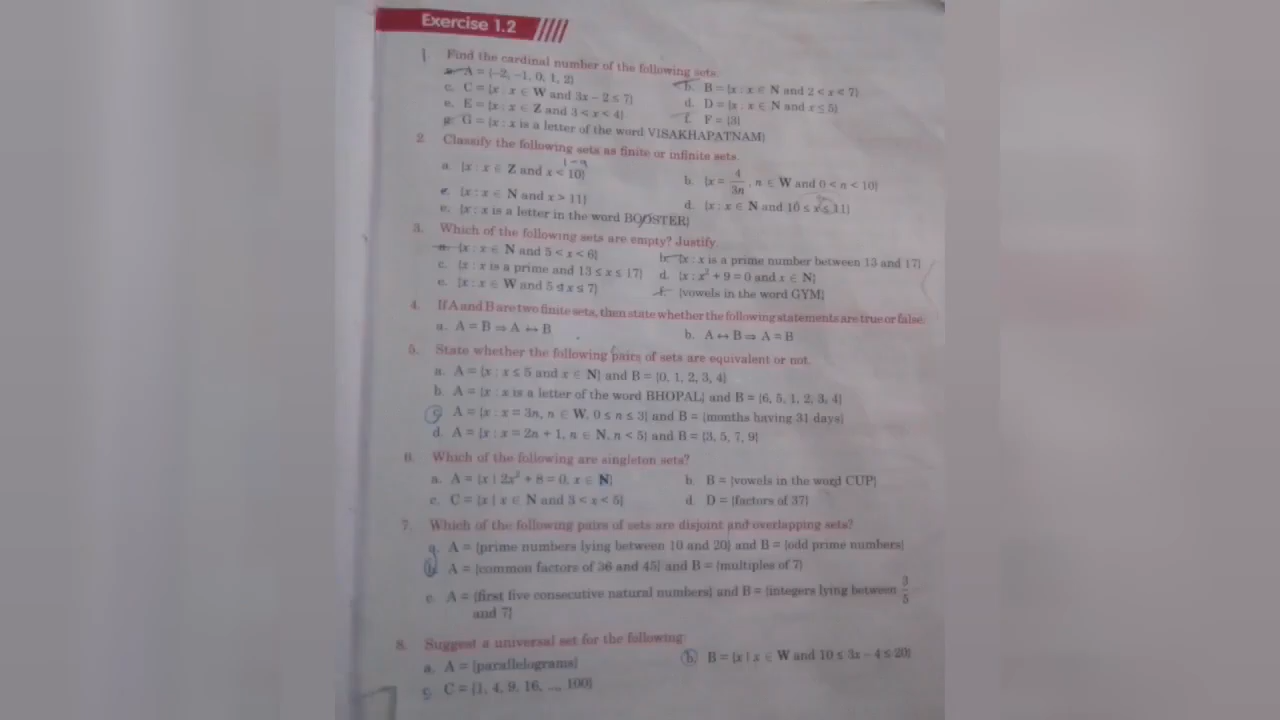 Exercise 1.2
1. Find the cardinal number of the following sets.
a. A = {-2, -1, 0, 1, 2} b. B = {x : x ∈ N and 2 < x < 7}
c. C = {x : x ∈ W and 3x - 2 ≤ 7} d. D = {x : x ∈ N and x ≤ 5}
e. E = {x : x ∈ Z and 3 < x < 4} f. F = {3}
g. G = {x : x is a letter of the word VISAKHAPATNAM}
2. Classify the following sets as finite or infinite sets.
a. {x : x ∈ Z and x < 10} b. {x = 4/3n, n ∈ W and 0 < n < 10}
c. {x : x ∈ N and x > 11} d. {x : x ∈ N and 10 ≤ x ≤ 11}
e. {x : x is a letter in the word BOOSTER}
3. Which of the following sets are empty? Justify.
a. {x : x ∈ N and 5 < x < 6} b. {x : x is a prime number between 13 and 17}
c. {x : x is a prime and 13 ≤ x ≤ 17} d. {x : x² + 9 = 0 and x ∈ N}
e. {x : x ∈ W and 5 ≤ x ≤ 7} f. {vowels in the word GYM}
4. If A and B are two finite sets, then state whether the following statements are true or false.
a. A = B ⇒ A ↔ B b. A ↔ B ⇒ A = B
5. State whether the following pairs of sets are equivalent or not.
a. A = {x : x ≤ 5 and x ∈ N} and B = {0, 1, 2, 3, 4}
b. A = {x : x is a letter of the word BHOPAL} and B = {6, 5, 1, 2, 3, 4}
c. A = {x : x = 3n, n ∈ W, 0 ≤ n ≤ 3} and B = {months having 31 days}
d. A = {x : x = 2n + 1, n ∈ N, n < 5} and B = {3, 5, 7, 9}
6. Which of the following are singleton sets?
a. A = {x | 2x² + 8 = 0, x ∈ N} b. B = {vowels in the word CUP}
c. C = {x | x ∈ N and 3 < x < 5} d. D = {factors of 37}
7. Which of the following pairs of sets are disjoint and overlapping sets?
a. A = {prime numbers lying between 10 and 20} and B = {odd prime numbers}
b. A = {common factors of 36 and 45} and B = {multiples of 7}
c. A = {first five consecutive natural numbers} and B = {integers lying between 3/5
and 7}
8. Suggest a universal set for the following:
a. A = {parallelograms} b. B = {x | x ∈ W and 10 ≤ 3x - 4 ≤ 20}
c. C = {1, 4, 9, 16, ..., 100}